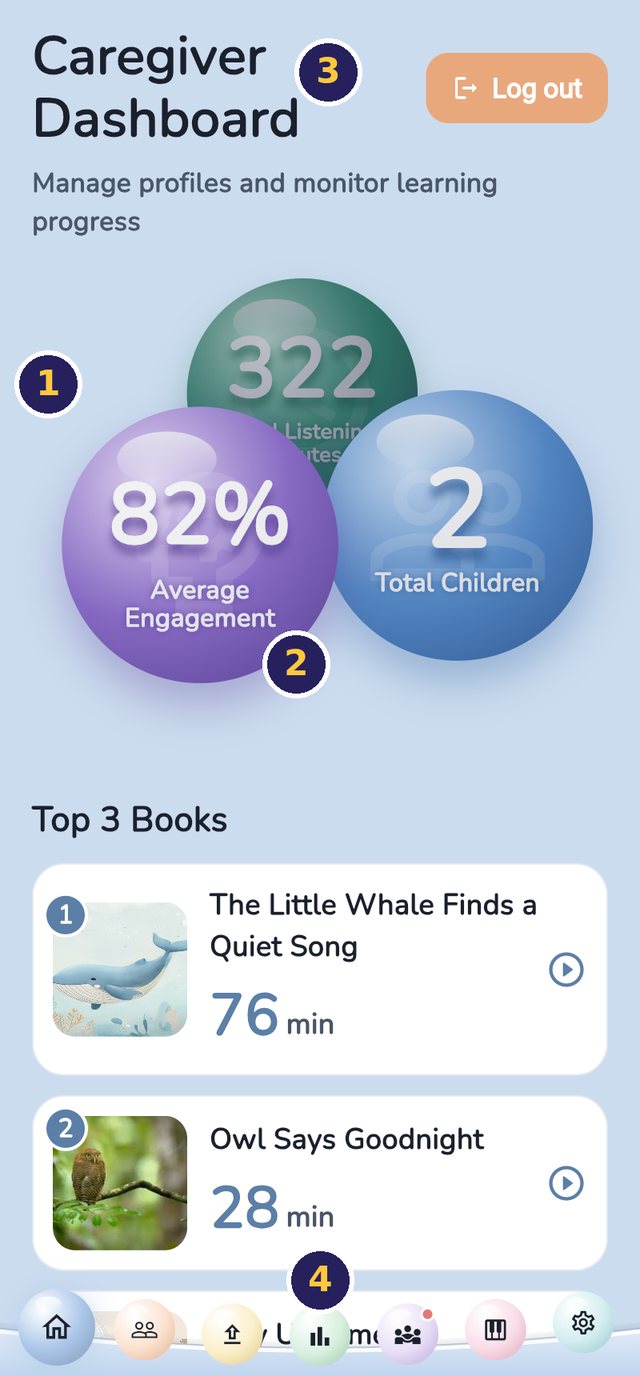 Caregiver
Dashboard
3
Log out
Manage profiles and monitor learning
progress
322
Listenin
utes
1
82%
Average
Engagement
2
Total Children
2
Top 3 Books
1
The Little Whale Finds a
Quiet Song
76 min
2
Owl Says Goodnight
28 min
4